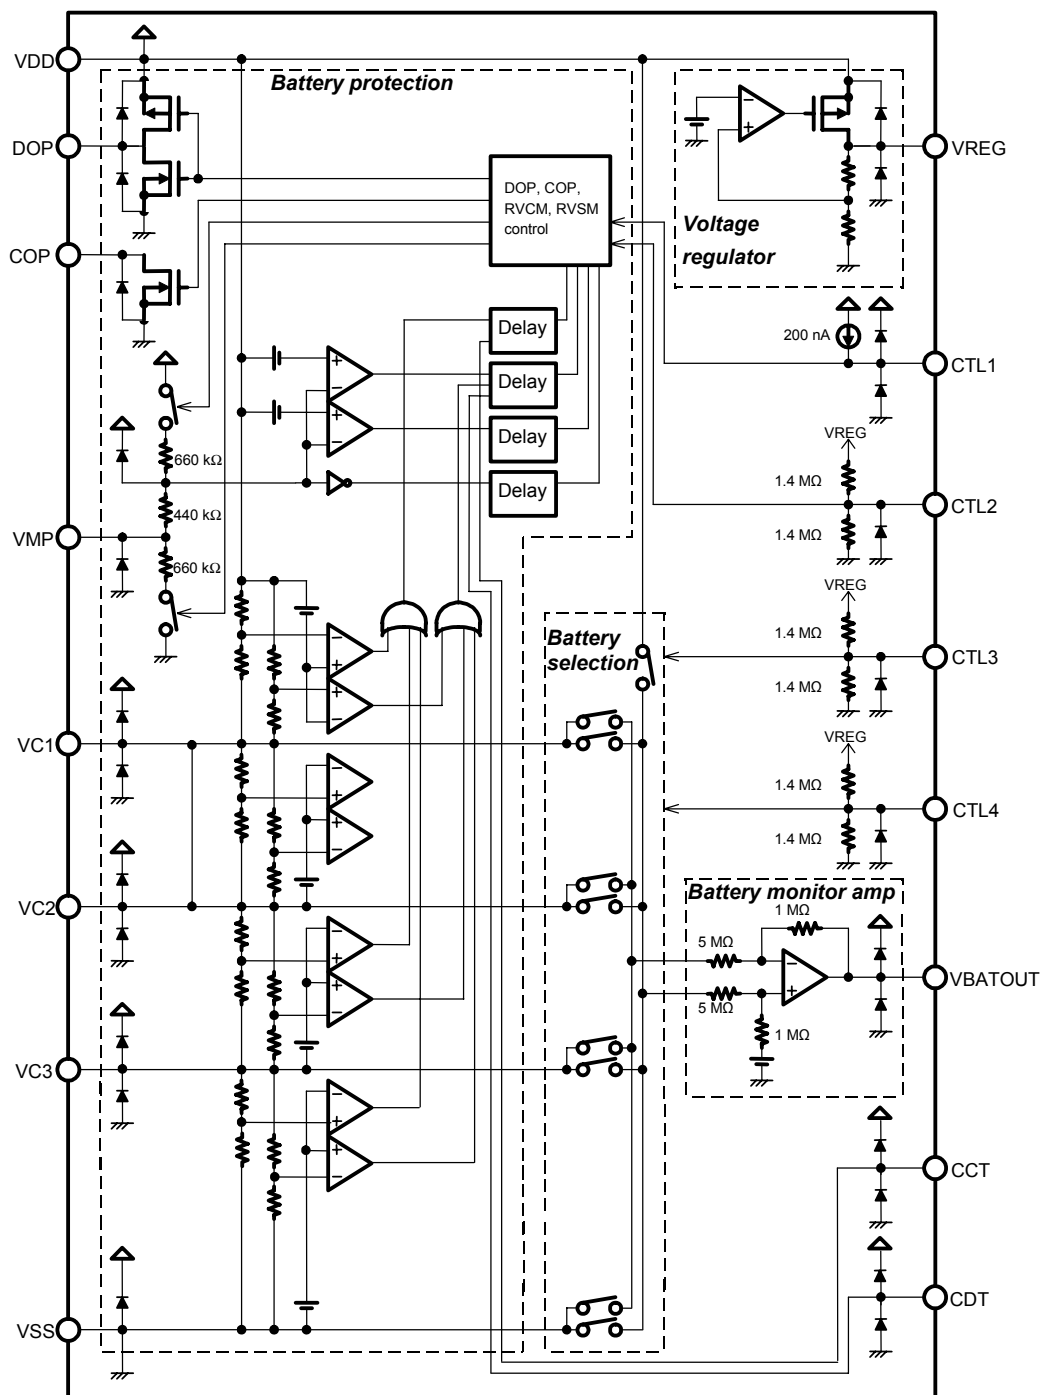 VDD
Battery protection
DOP
VREG
DOP, COP,
RVCM, RVSM
control
Voltage
regulator
COP
Delay
200 nA
CTL1
Delay
Delay
VREG
660 kΩ
1.4 MΩ
Delay
CTL2
440 kΩ
1.4 MΩ
VMP
660 kΩ
VREG
Battery
selection
1.4 MΩ
CTL3
1.4 MΩ
VC1
VREG
1.4 MΩ
CTL4
1.4 MΩ
Battery monitor amp
VC2
1 MΩ
5 MΩ
VBATOUT
5 MΩ
1 MΩ
VC3
CCT
CDT
VSS